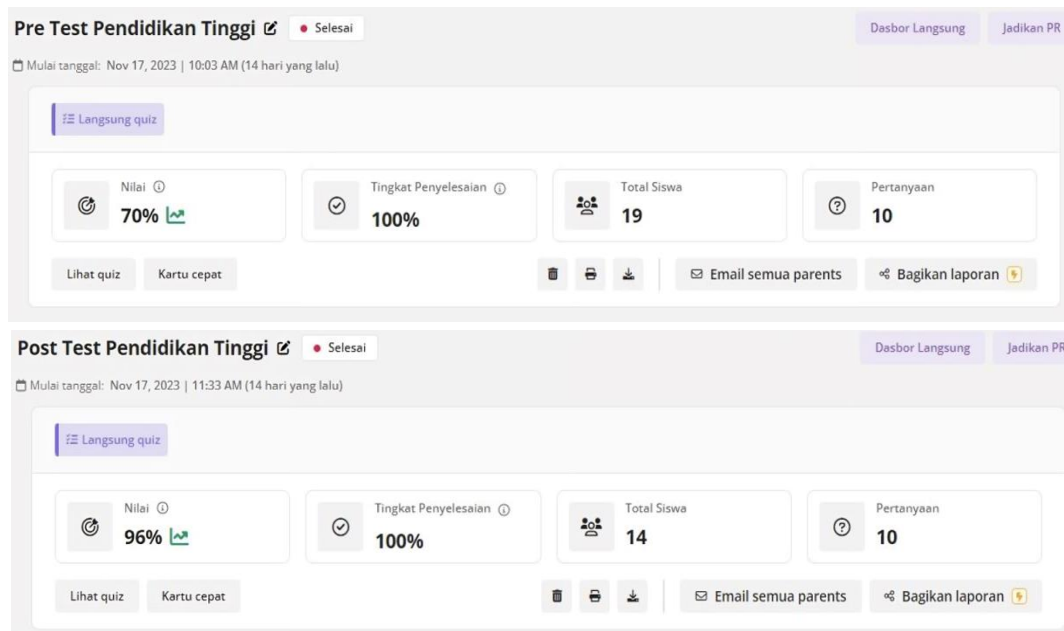 Pre Test Pendidikan Tinggi Selesai Dasbor Langsung Jadikan PR
Mulai tanggal: Nov 17, 2023 | 10:03 AM (14 hari yang lalu)
Langsung quiz
Nilai Tingkat Penyelesaian Total Siswa Pertanyaan
70% 100% 19 10
Lihat quiz Kartu cepat Email semua parents Bagikan laporan
Post Test Pendidikan Tinggi Selesai Dasbor Langsung Jadikan PR
Mulai tanggal: Nov 17, 2023 | 11:33 AM (14 hari yang lalu)
Langsung quiz
Nilai Tingkat Penyelesaian Total Siswa Pertanyaan
96% 100% 14 10
Lihat quiz Kartu cepat Email semua parents Bagikan laporan